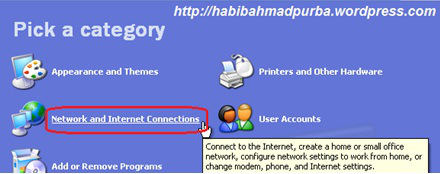 http://habibahmadpurba.wordpress.com
Pick a category
Appearance and Themes
Printers and Other Hardware
Network and Internet Connections
User Accounts
Connect to the Internet, create a home or small office
network, configure network settings to work from home, or
change modem, phone, and Internet settings.
Add or Remove Programs